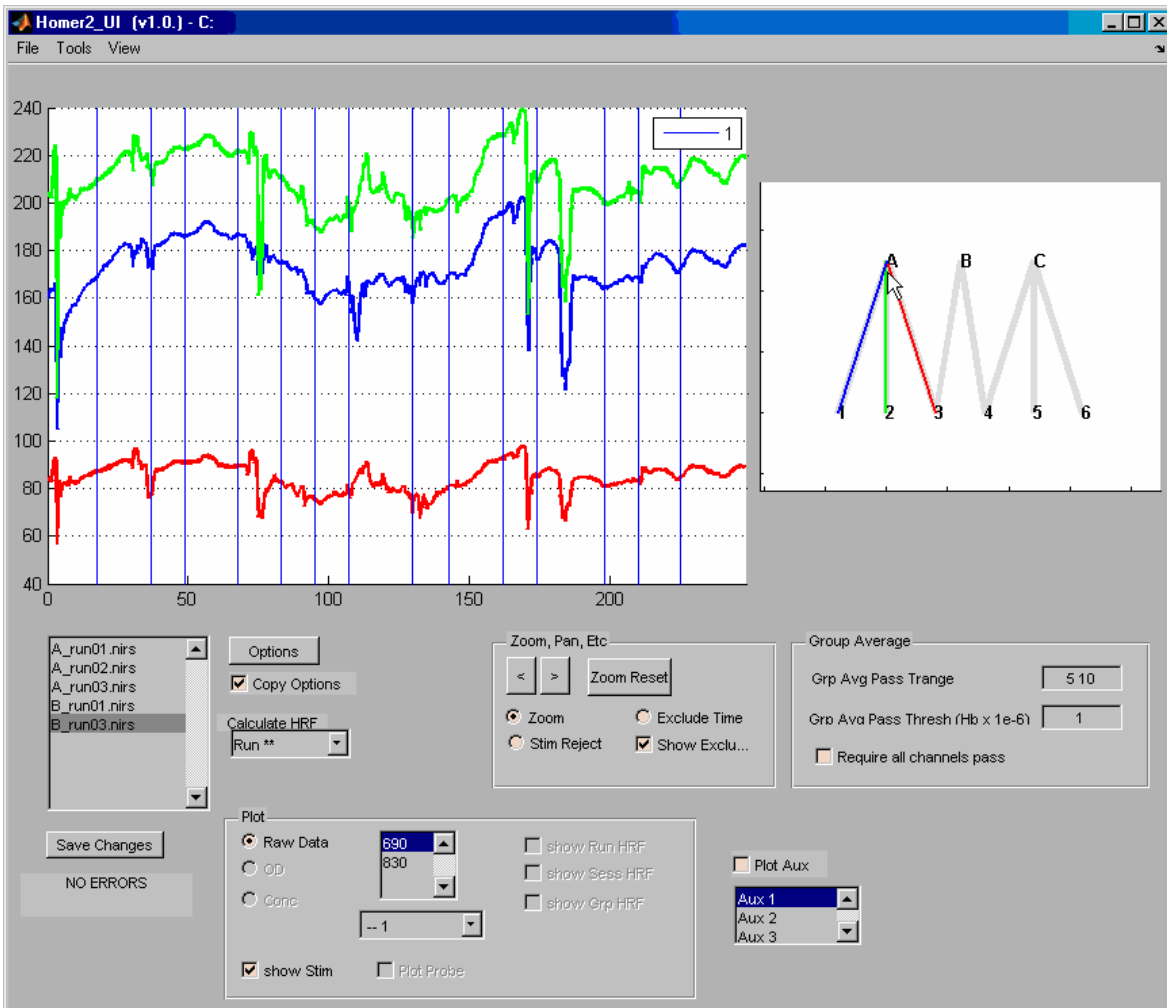 Homer2_UI (v1.0.) - C:
File Tools View
240
220
200
180
160
140
120
100
80
60
40
0 50 100 150 200
1
A B C
1 2 3 4 5 6
A_run01.nirs
A_run02.nirs
A_run03.nirs
B_run01.nirs
B_run03.nirs
Options
Copy Options
Calculate HRF
Run **
Save Changes
NO ERRORS
Zoom, Pan, Etc
< > Zoom Reset
Zoom Exclude Time
Stim Reject Show Exclu...
Group Average
Grp Avg Pass Trange 5 10
Grp Avg Pass Thresh (Hb x 1e-6) 1
Require all channels pass
Plot
Raw Data
OD
Conc
690
830
-- 1
show Run HRF
show Sess HRF
show Grp HRF
show Stim Plot Probe
Plot Aux
Aux 1
Aux 2
Aux 3